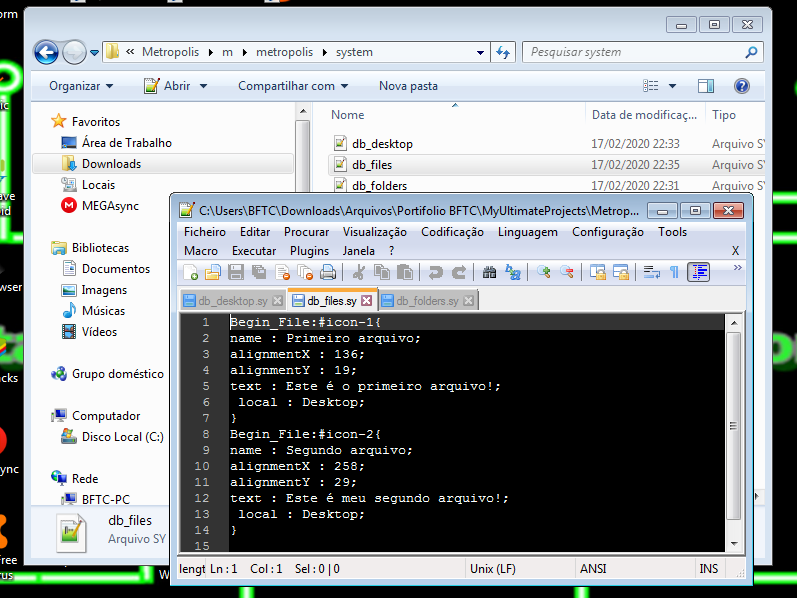 « Metropolis ▸ m ▸ metropolis ▸ system
Pesquisar system
Organizar
Abrir
Compartilhar com
Nova pasta
Favoritos
Área de Trabalho
Downloads
Locais
MEGAsync
Bibliotecas
Documentos
Imagens
Músicas
Vídeos
Grupo doméstico
Computador
Disco Local (C:)
Rede
BFTC-PC
Nome
Data de modificaç...
Tipo
db_desktop 17/02/2020 22:33 Arquivo SY
db_files 17/02/2020 22:35 Arquivo SY
db_folders 17/02/2020 22:31 Arquivo SY
db_files
Arquivo SY
C:\Users\BFTC\Downloads\Arquivos\Portifolio BFTC\MyUltimateProjects\Metrop...
Ficheiro Editar Procurar Visualização Codificação Linguagem Configuração Tools
Macro Executar Plugins Janela ? X
db_desktop.sy db_files.sy db_folders.sy
1 Begin_File:#icon-1{
2 name : Primeiro arquivo;
3 alignmentX : 136;
4 alignmentY : 19;
5 text : Este é o primeiro arquivo!;
6 local : Desktop;
7 }
8 Begin_File:#icon-2{
9 name : Segundo arquivo;
10 alignmentX : 258;
11 alignmentY : 29;
12 text : Este é meu segundo arquivo!;
13 local : Desktop;
14 }
15
lengt Ln : 1 Col : 1 Sel : 0 | 0 Unix (LF) ANSI INS